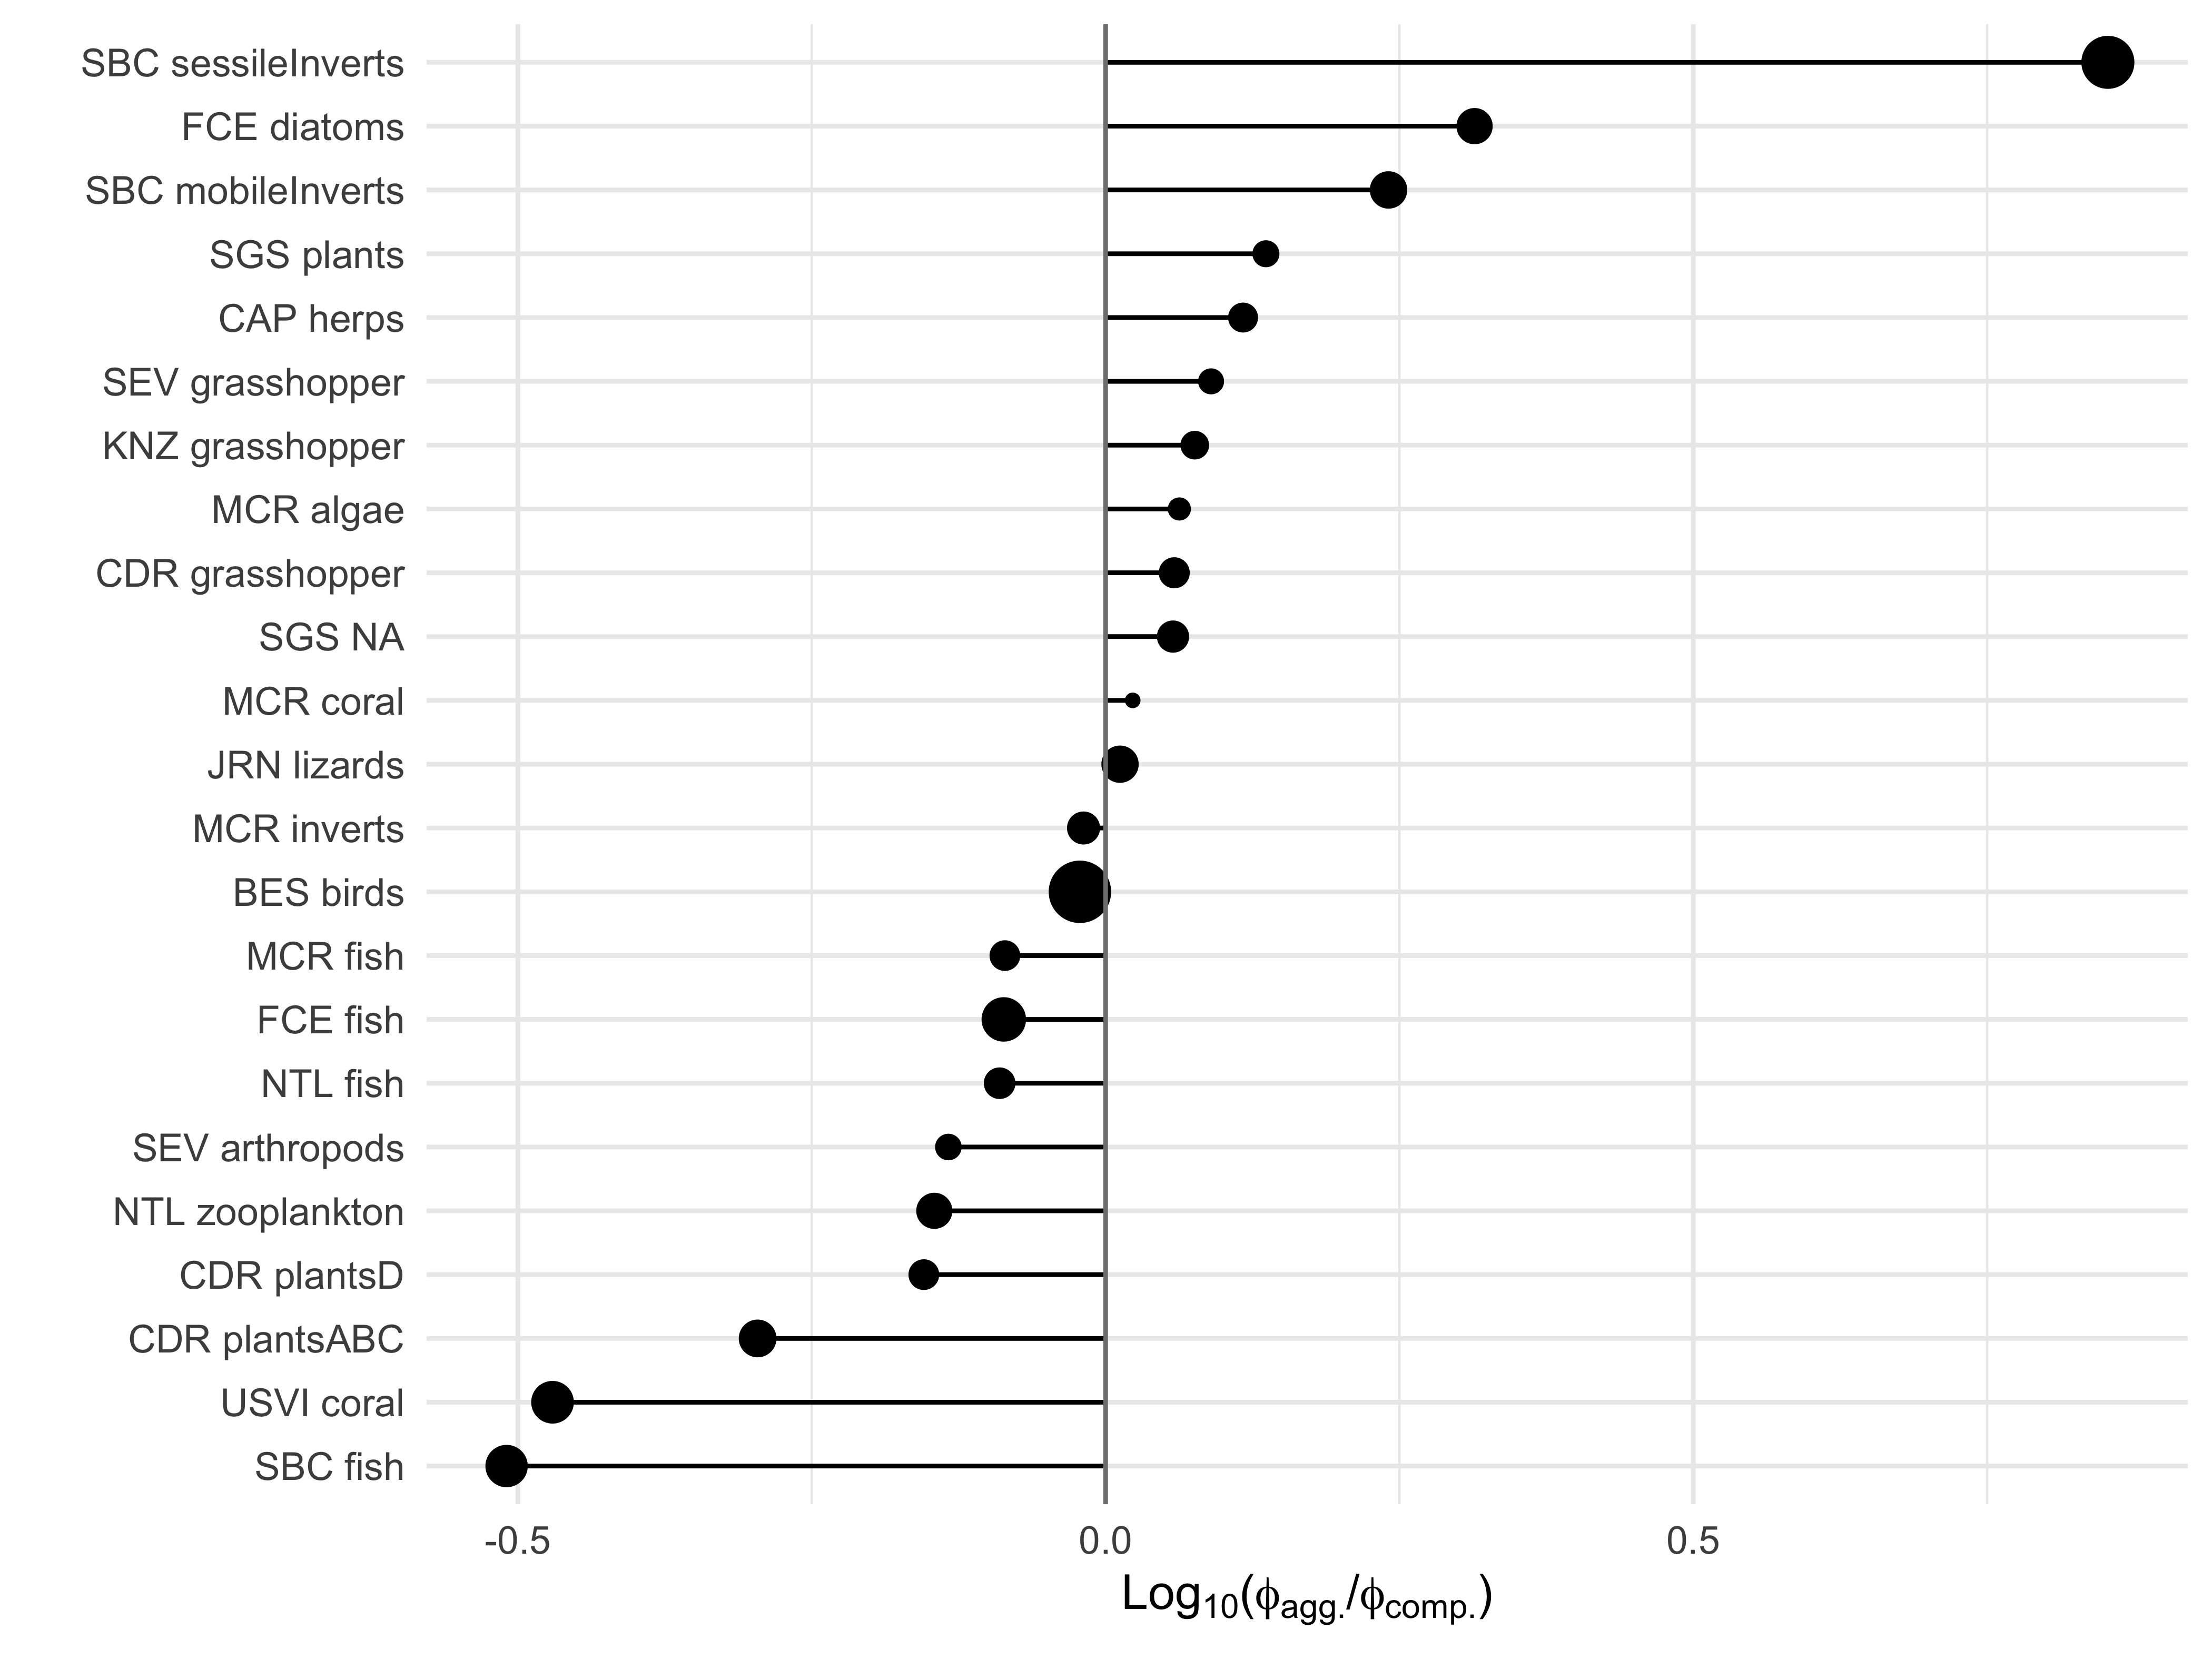 SBC sessileInverts
FCE diatoms
SBC mobileInverts
SGS plants
CAP herps
SEV grasshopper
KNZ grasshopper
MCR algae
CDR grasshopper
SGS NA
MCR coral
JRN lizards
MCR inverts
BES birds
MCR fish
FCE fish
NTL fish
SEV arthropods
NTL zooplankton
CDR plantsD
CDR plantsABC
USVI coral
SBC fish
-0.5 0.0 0.5
Log10(ϕagg./ϕcomp.)